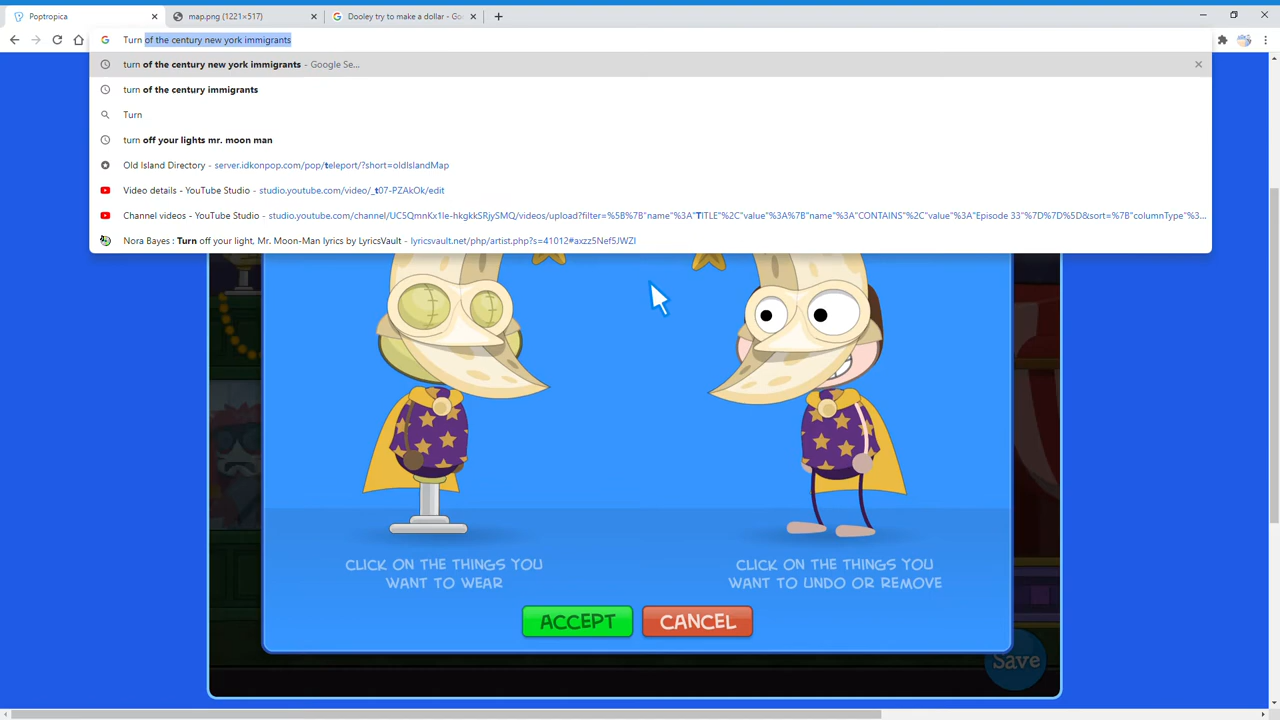 Poptropica
map.png (1221×517)
Dooley try to make a dollar - Go
Turn of the century new york immigrants
turn of the century new york immigrants - Google Se...
turn of the century immigrants
Turn
turn off your lights mr. moon man
Old Island Directory - server.idkonpop.com/pop/teleport/?short=oldIslandMap
Video details - YouTube Studio - studio.youtube.com/video/_t07-PZAkOk/edit
Channel videos - YouTube Studio - studio.youtube.com/channel/UC5QmnKx1Ie-hkgkkSRjySMQ/videos/upload?filter=%5B%7B"name"%3A"TITLE"%2C"value"%3A%7B"name"%3A"CONTAINS"%2C"value"%3A"Episode 33"%7D%7D%5D&sort=%7B"columnType"%3...
Nora Bayes : Turn off your light, Mr. Moon-Man lyrics by LyricsVault - lyricsvault.net/php/artist.php?s=41012#axzz5Nef5JWZI
CLICK ON THE THINGS YOU
WANT TO WEAR
CLICK ON THE THINGS YOU
WANT TO UNDO OR REMOVE
ACCEPT
CANCEL
Save